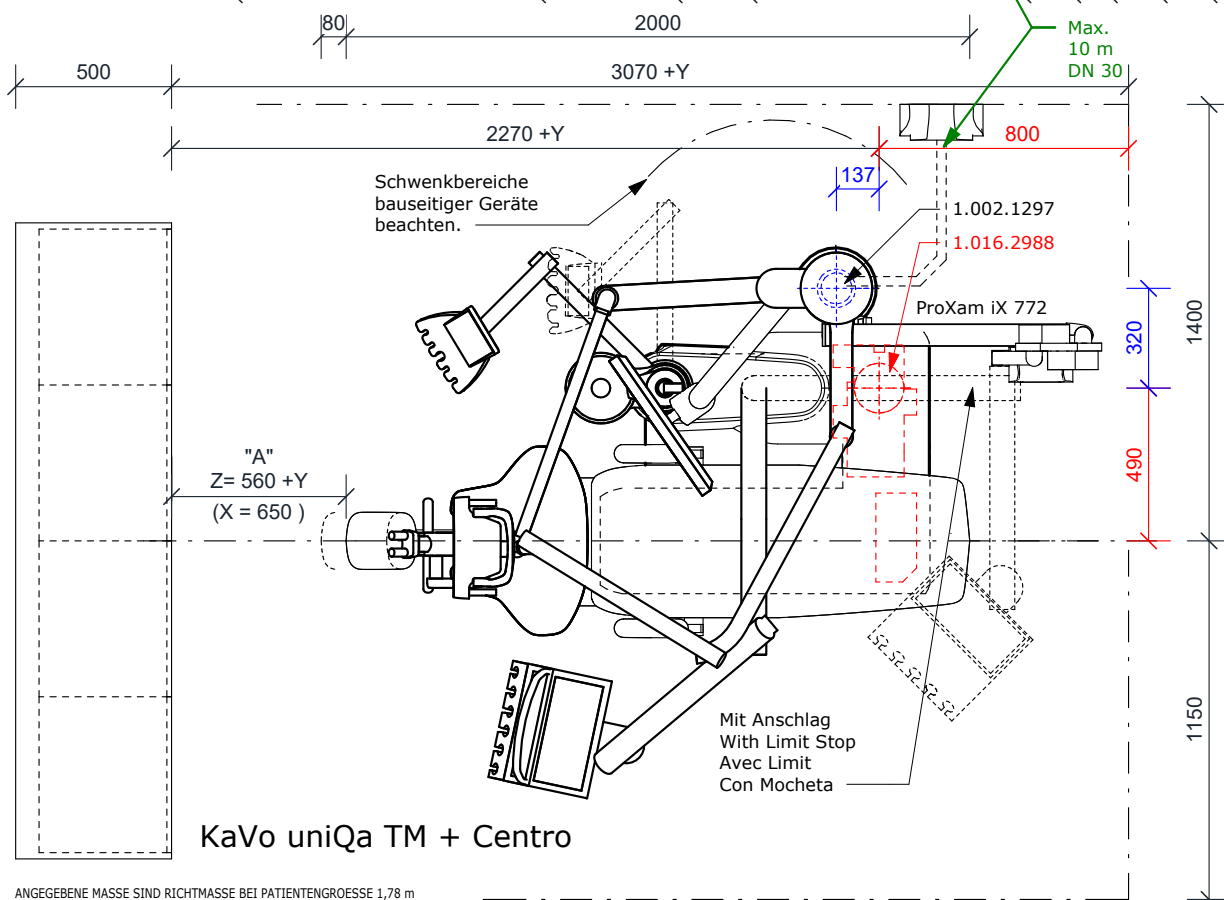 80
2000
Max.
10 m
DN 30
500
3070 +Y
2270 +Y
800
Schwenkbereiche
bauseitiger Geräte
beachten.
137
1.002.1297
1.016.2988
ProXam iX 772
320
1400
"A"
Z= 560 +Y
(X = 650 )
490
Mit Anschlag
With Limit Stop
Avec Limit
Con Mocheta
1150
KaVo uniQa TM + Centro
ANGEGEBENE MASSE SIND RICHTMASSE BEI PATIENTENGROESSE 1,78 m